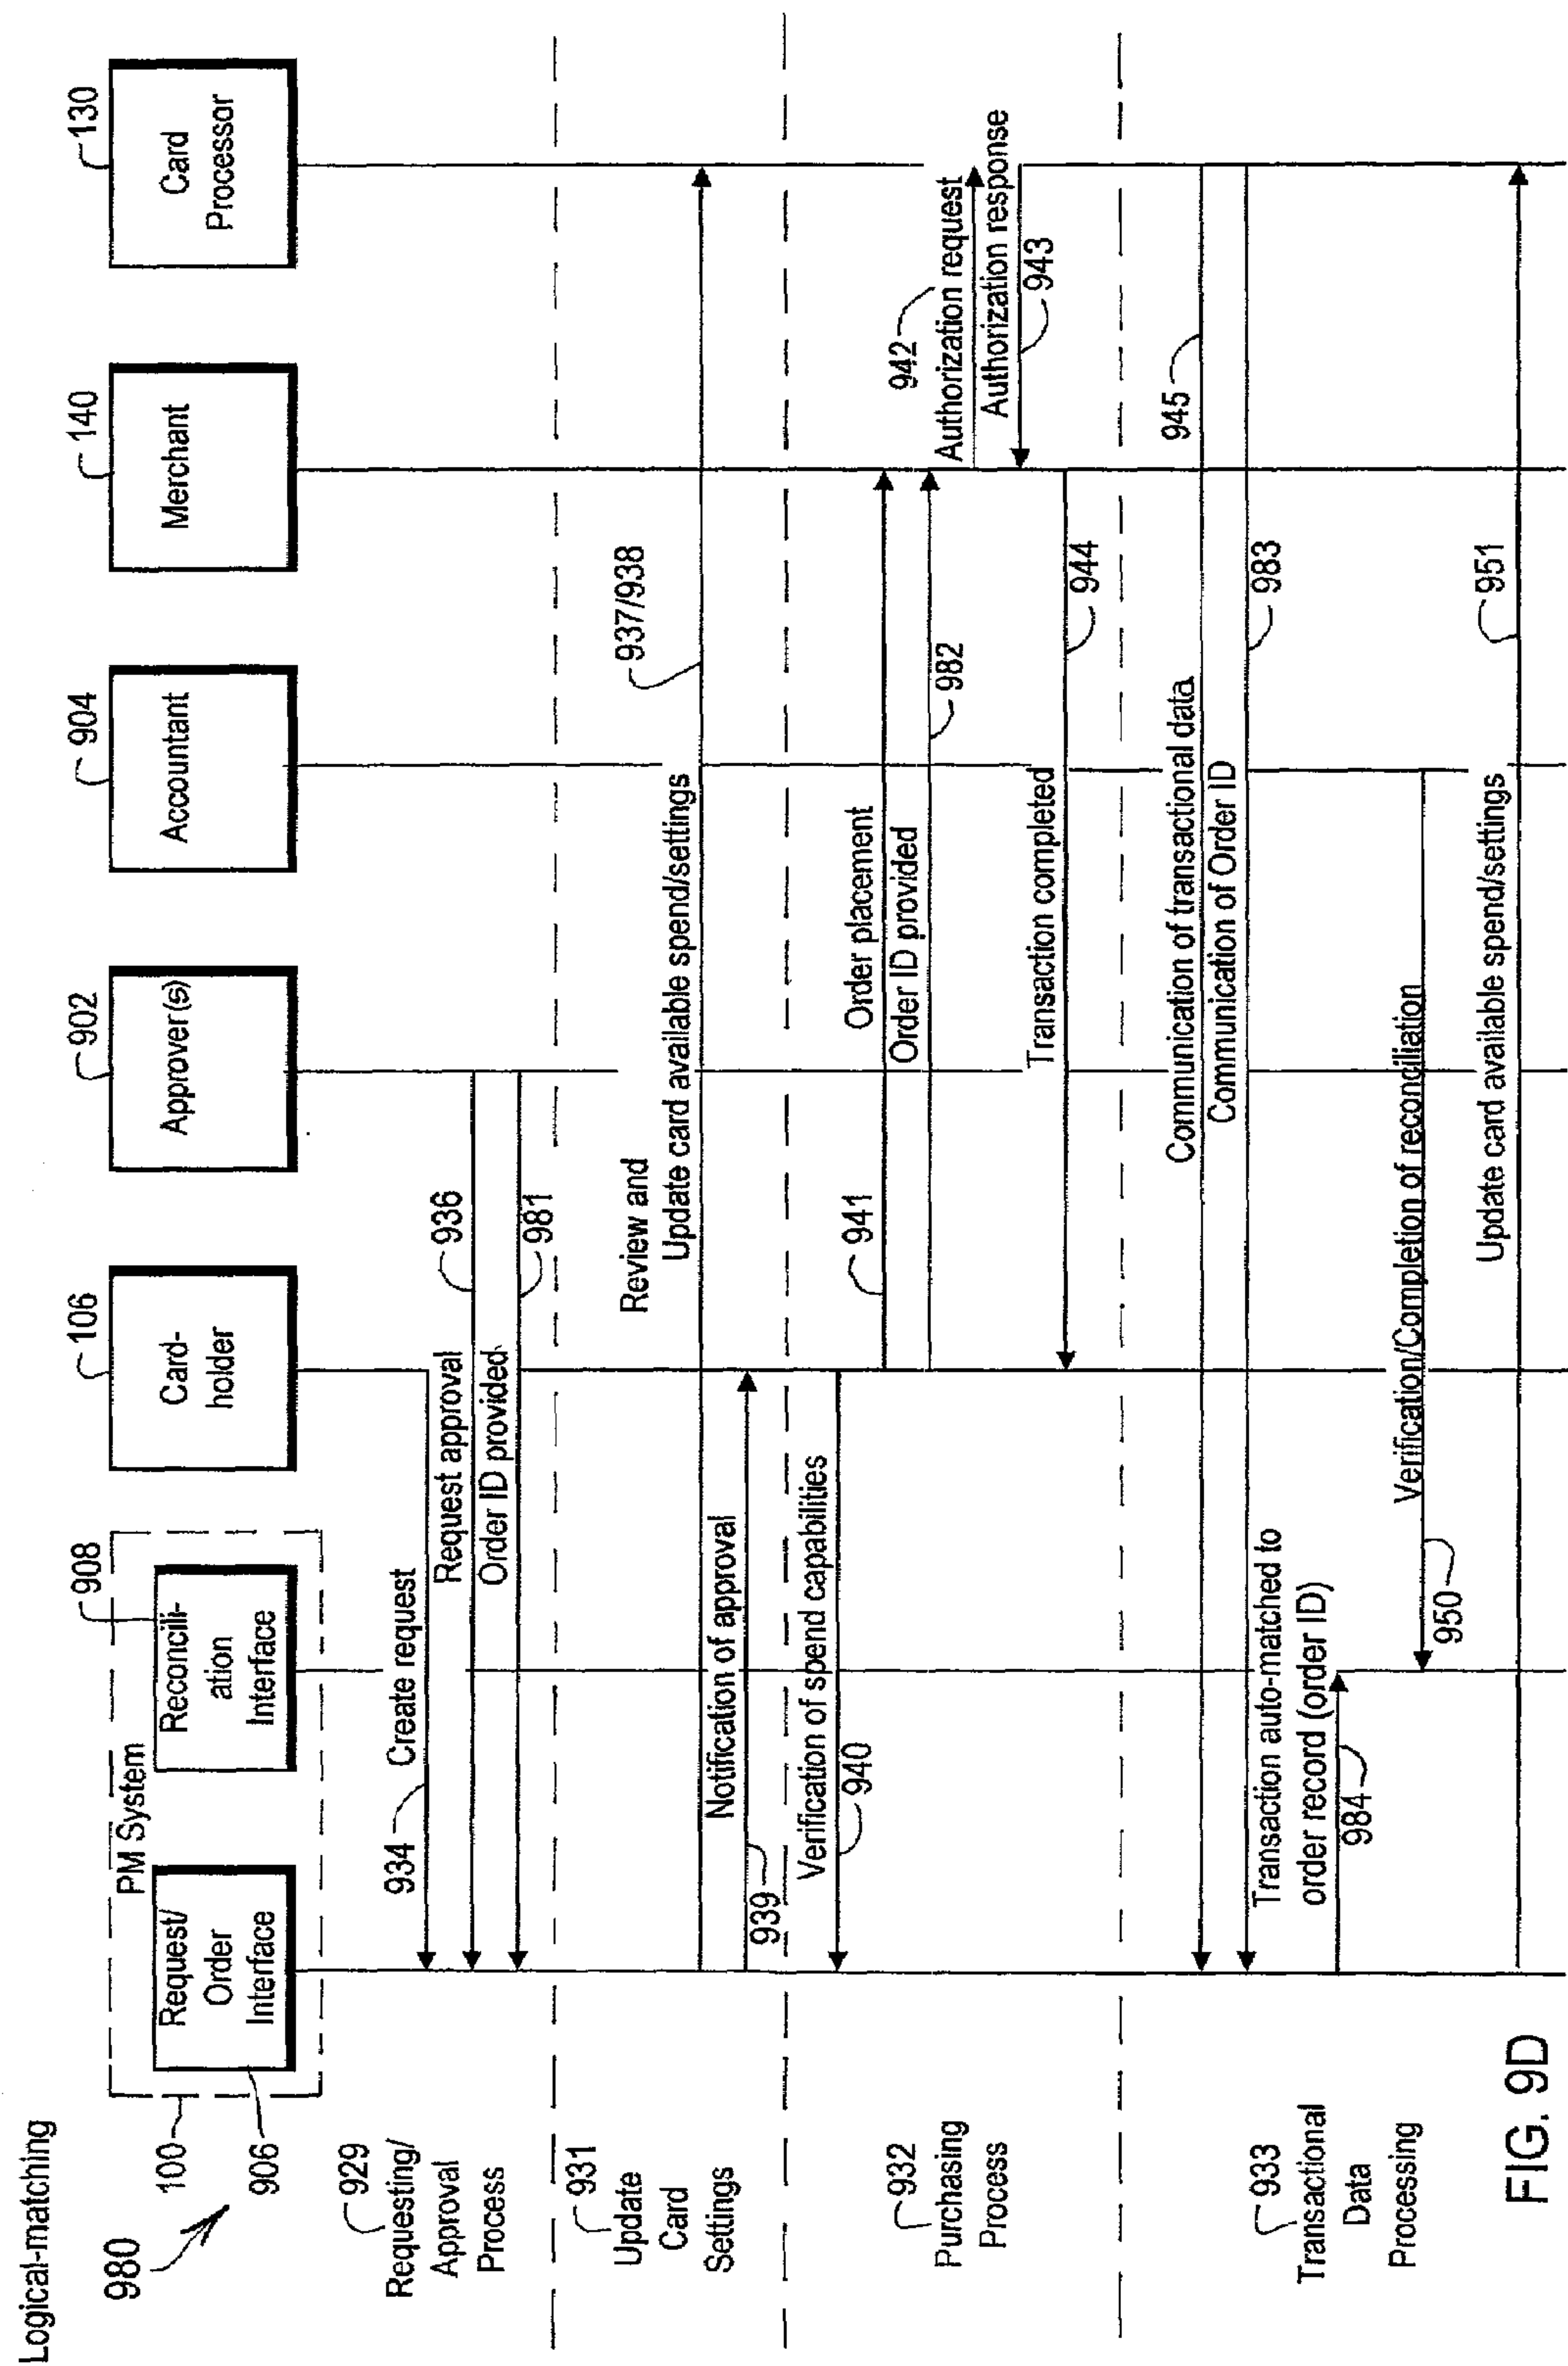 Logical-matching
980
100
906
PM System
Request/
Order
Interface
908
Reconcili-
ation
Interface
106
Card-
holder
902
Approver(s)
904
Accountant
140
Merchant
130
Card
Processor
929
Requesting/
Approval
Process
934
Create request
Request approval
936
Order ID provided
981
931
Update
Card
Settings
Review and
Update card available spend/settings
937/938
Notification of approval
939
932
Purchasing
Process
Verification of spend capabilities
940
941
Order placement
Order ID provided
982
942
Authorization request
Authorization response
943
Transaction completed
944
933
Transactional
Data
Processing
Communication of transactional data
945
Communication of Order ID
983
Transaction auto-matched to
order record (order ID)
984
Verification/Completion of reconciliation
950
Update card available spend/settings
951
FIG. 9D